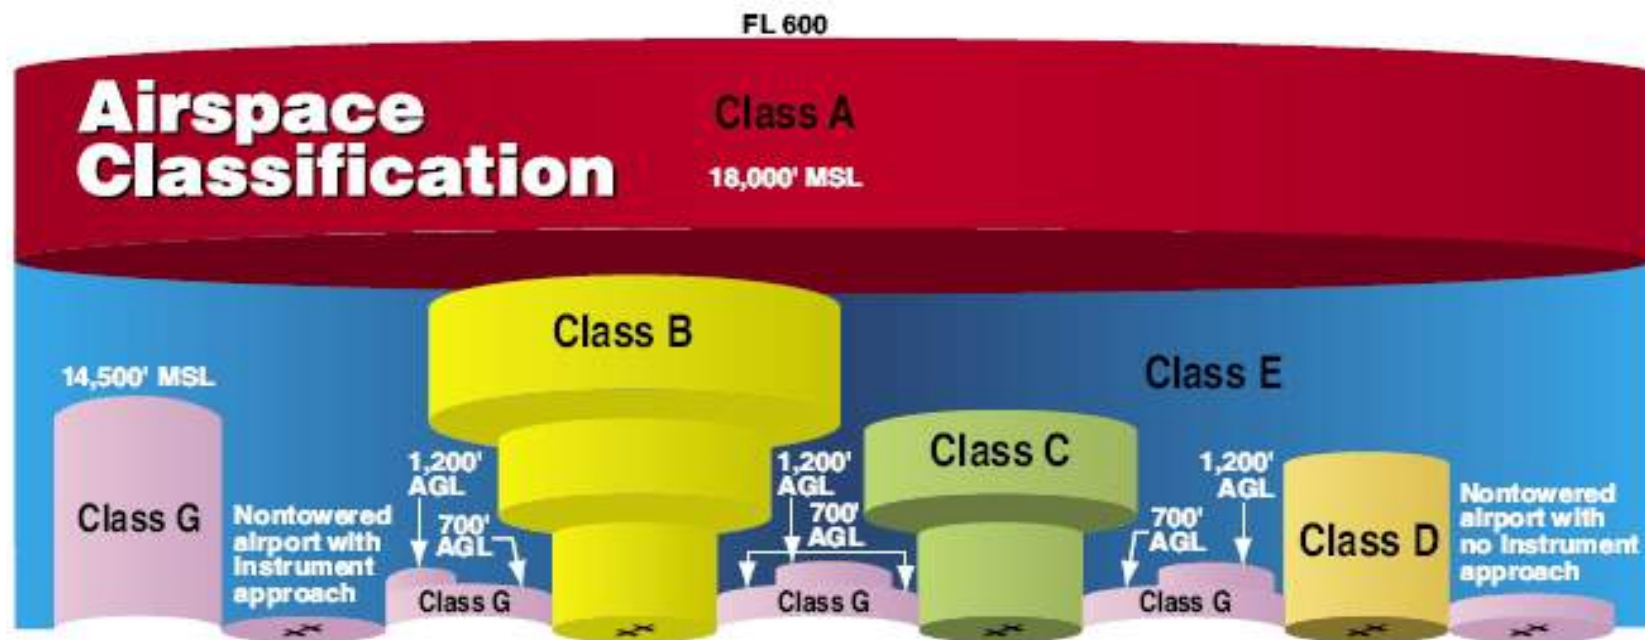 FL 600
Airspace
Classification
Class A
18,000' MSL
Class B
Class E
14,500' MSL
Class C
1,200'
AGL
1,200'
AGL
1,200'
AGL
Class G
Nontowered
airport with
Instrument
approach
700'
AGL
700'
AGL
700'
AGL
Class D
Nontowered
airport with
no Instrument
approach
Class G
Class G
Class G